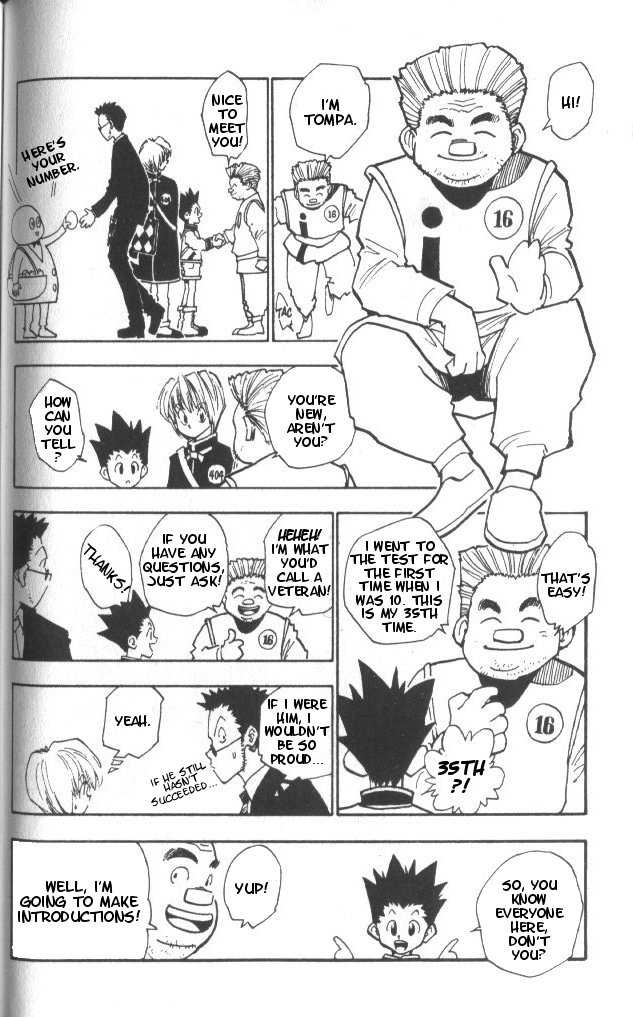 HI!
16
I'M
TOMPA.
16
TAC
NICE
TO
MEET
YOU!
HERE'S
YOUR
NUMBER.
YOU'RE
NEW,
AREN'T
YOU?
404
HOW
CAN
YOU
TELL
?
THAT'S
EASY!
I WENT TO
THE TEST FOR
THE FIRST
TIME WHEN I
WAS 10. THIS
IS MY 35TH
TIME.
16
35TH
?!
HEHEH!
I'M WHAT
YOU'D
CALL A
VETERAN!
IF YOU
HAVE ANY
QUESTIONS,
JUST ASK!
16
THANKS!
IF I WERE
HIM, I
WOULDN'T
BE SO
PROUD...
IF HE STILL
HASN'T
SUCCEEDED...
YEAH.
SO, YOU
KNOW
EVERYONE
HERE,
DON'T
YOU?
YUP!
WELL, I'M
GOING TO MAKE
INTRODUCTIONS!